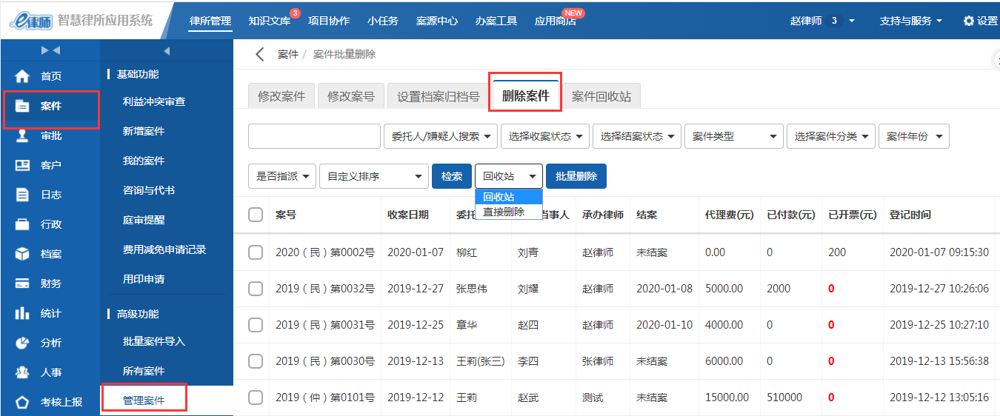 e律师 智慧律所应用系统 律所管理 知识文库 3 项目协作 小任务 案源中心 办案工具 应用商店 NEW 赵律师 3 支持与服务 设置
首页
案件
审批
客户
日志
行政
档案
财务
统计
分析
人事
考核上报
基础功能
利益冲突审查
新增案件
我的案件
咨询与代书
庭审提醒
费用减免申请记录
用印申请
高级功能
批量案件导入
所有案件
管理案件
案件 / 案件批量删除
修改案件 修改案号 设置档案归档号 删除案件 案件回收站
委托人/嫌疑人搜索 选择收案状态 选择结案状态 案件类型 选择案件分类 案件年份
是否指派 自定义排序 检索 回收站 批量删除
回收站
直接删除
案号 收案日期 委托 当事人 承办律师 结案 代理费(元) 已付款(元) 已开票(元) 登记时间
2020（民）第0002号 2020-01-07 柳红 刘青 赵律师 未结案 0.00 0 200 2020-01-07 09:15:30
2019（民）第0032号 2019-12-27 张思伟 刘耀 赵律师 2020-01-08 5000.00 2000 0 2019-12-27 10:26:06
2019（民）第0031号 2019-12-25 章华 赵四 赵律师 2020-01-10 4000.00 0 0 2019-12-25 10:27:10
2019（民）第0030号 2019-12-13 王莉(张三) 李四 张律师 未结案 6000.00 0 0 2019-12-13 15:56:38
2019（仲）第0101号 2019-12-12 王莉 赵武 测试 未结案 15000.00 510000 0 2019-12-12 13:05:16